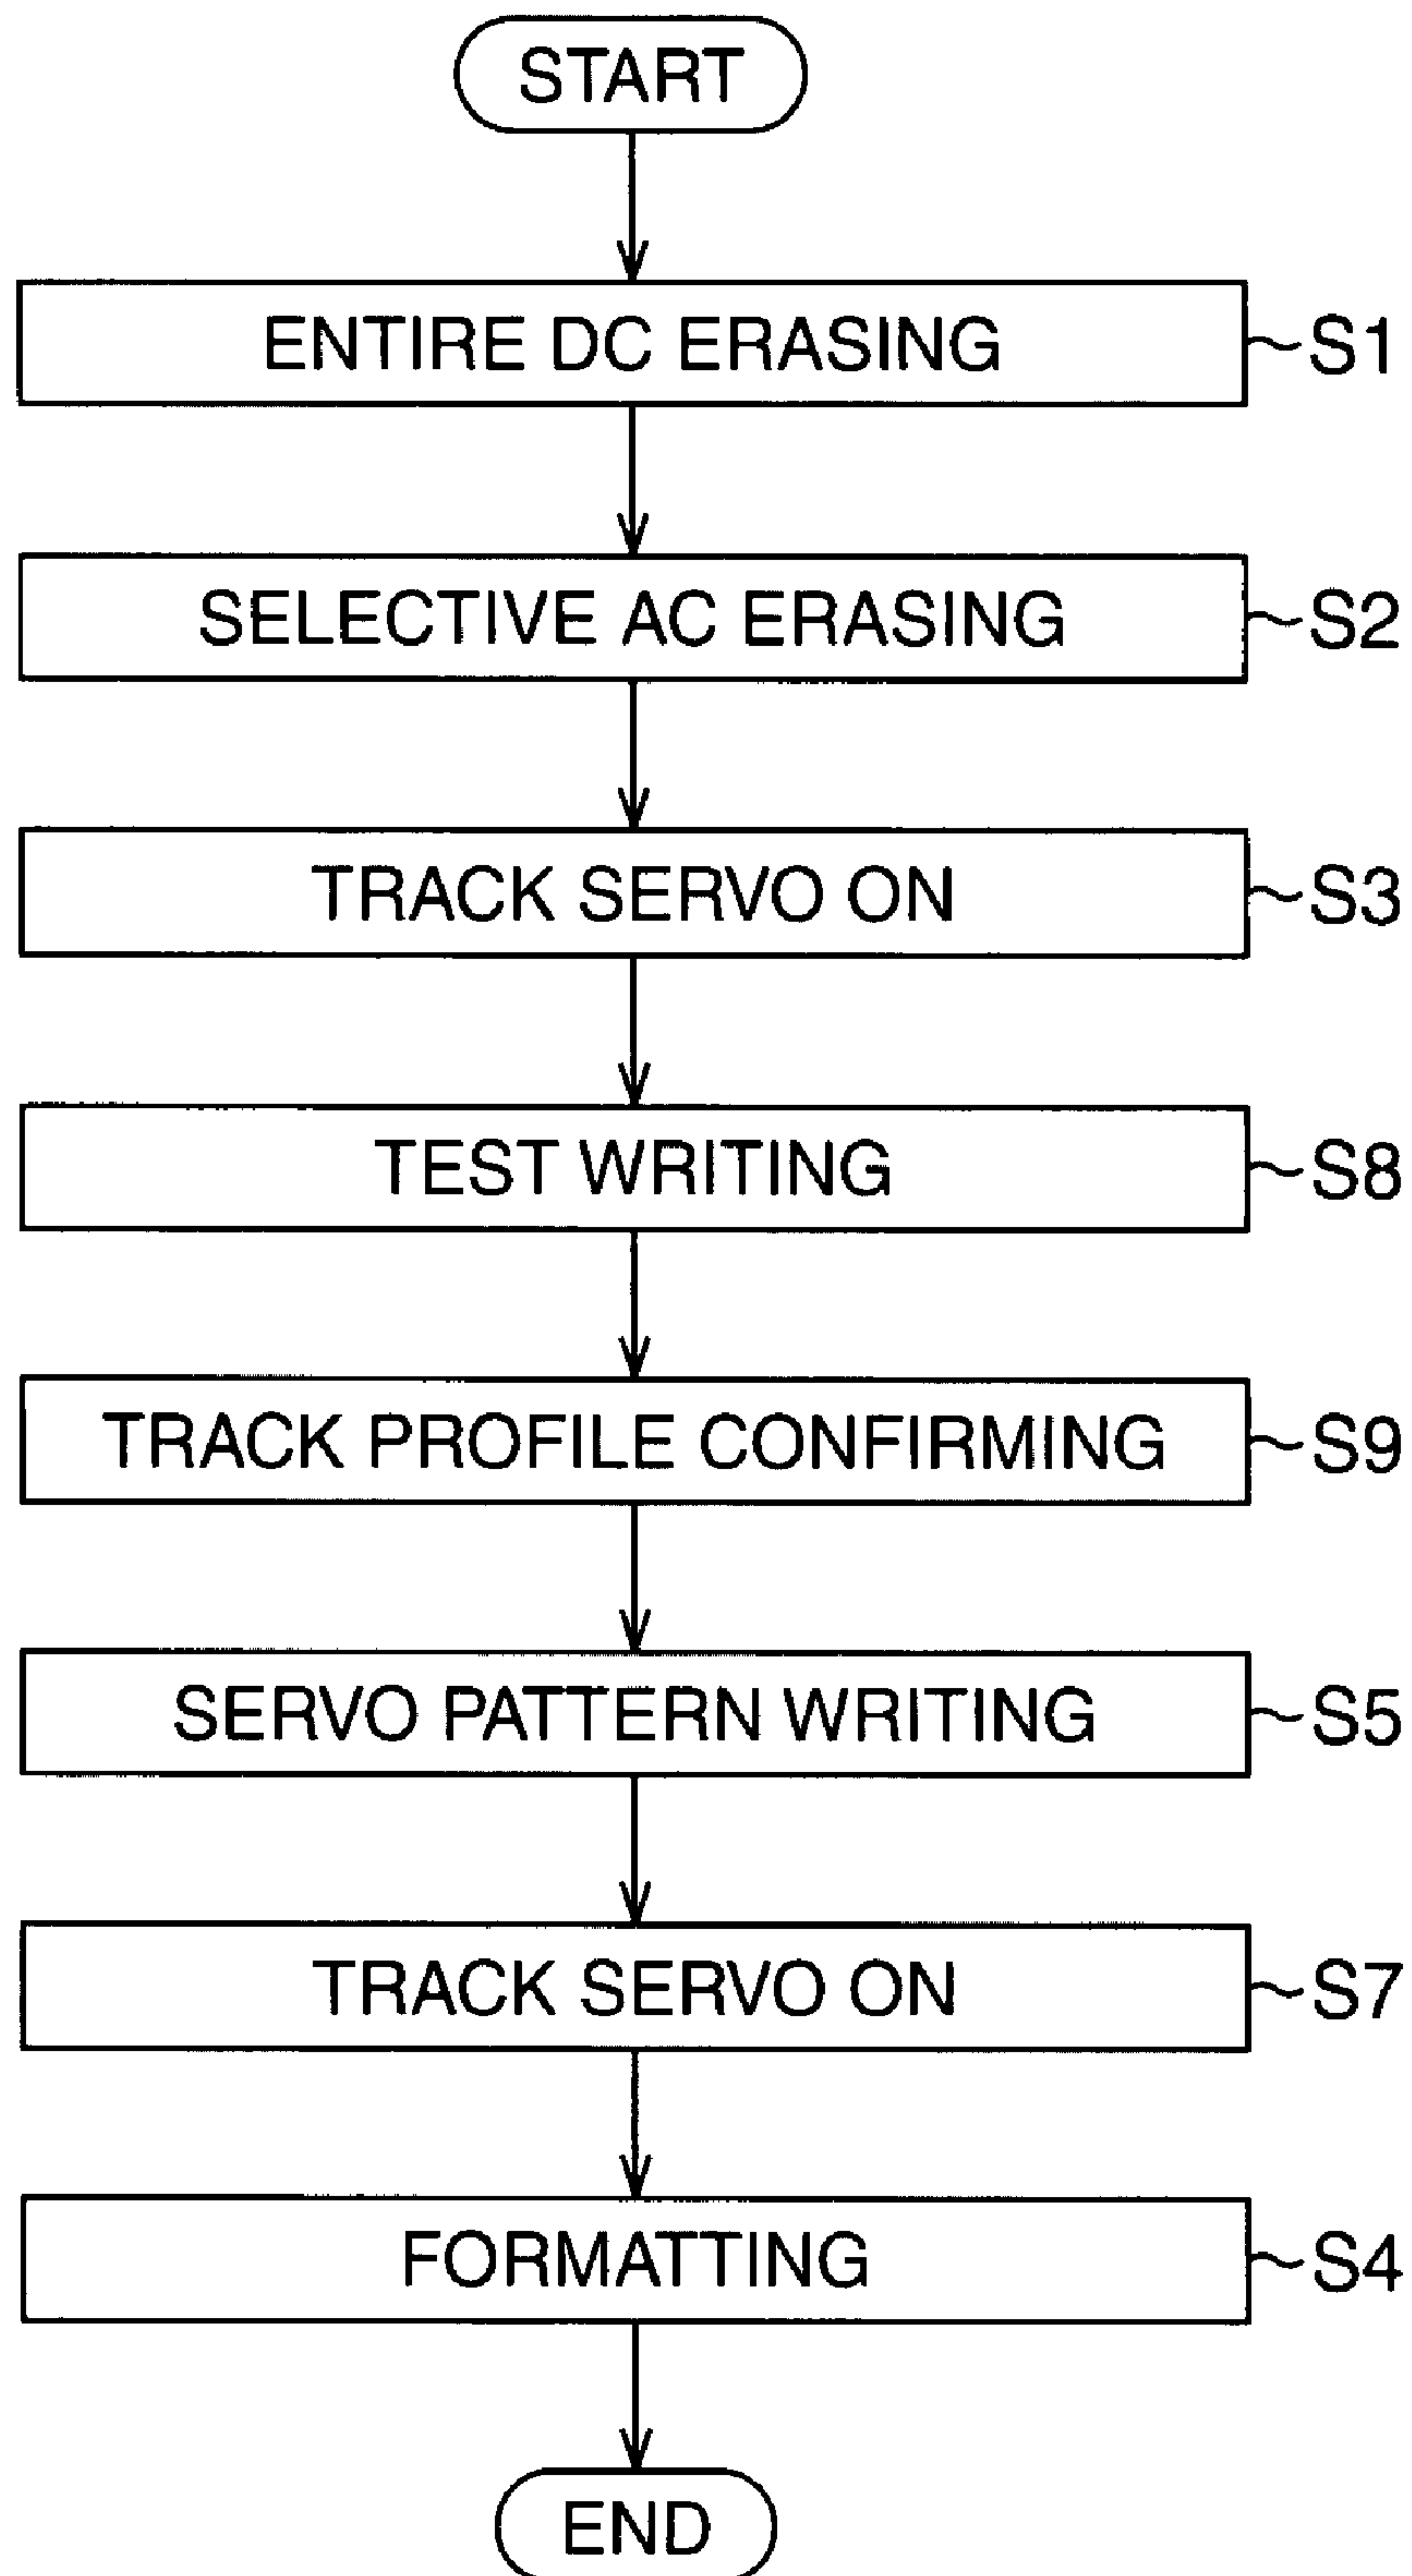 START
ENTIRE DC ERASING S1
SELECTIVE AC ERASING S2
TRACK SERVO ON S3
TEST WRITING S8
TRACK PROFILE CONFIRMING S9
SERVO PATTERN WRITING S5
TRACK SERVO ON S7
FORMATTING S4
END